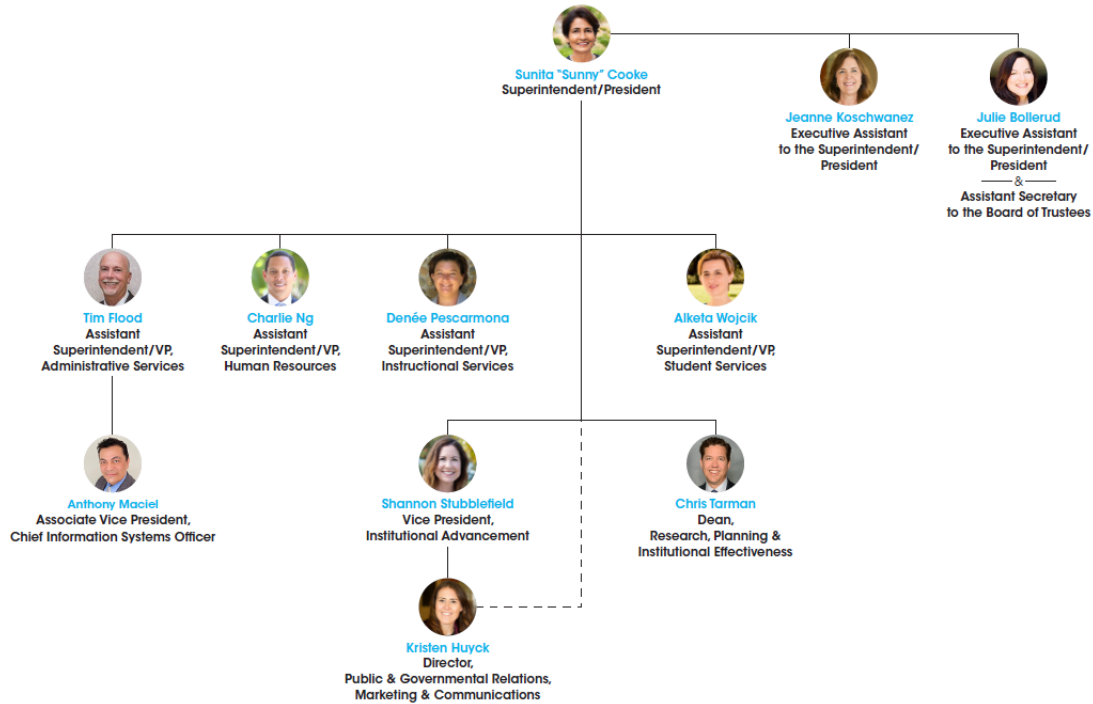 Sunita "Sunny" Cooke
Superintendent/President
Jeanne Koschwanez
Executive Assistant
to the Superintendent/
President
Julie Bollerud
Executive Assistant
to the Superintendent/
President
&
Assistant Secretary
to the Board of Trustees
Tim Flood
Assistant
Superintendent/VP,
Administrative Services
Charlie Ng
Assistant
Superintendent/VP,
Human Resources
Denée Pescarmona
Assistant
Superintendent/VP,
Instructional Services
Alketa Wojcik
Assistant
Superintendent/VP,
Student Services
Anthony Maciel
Associate Vice President,
Chief Information Systems Officer
Shannon Stubblefield
Vice President,
Institutional Advancement
Chris Tarman
Dean,
Research, Planning &
Institutional Effectiveness
Kristen Huyck
Director,
Public & Governmental Relations,
Marketing & Communications